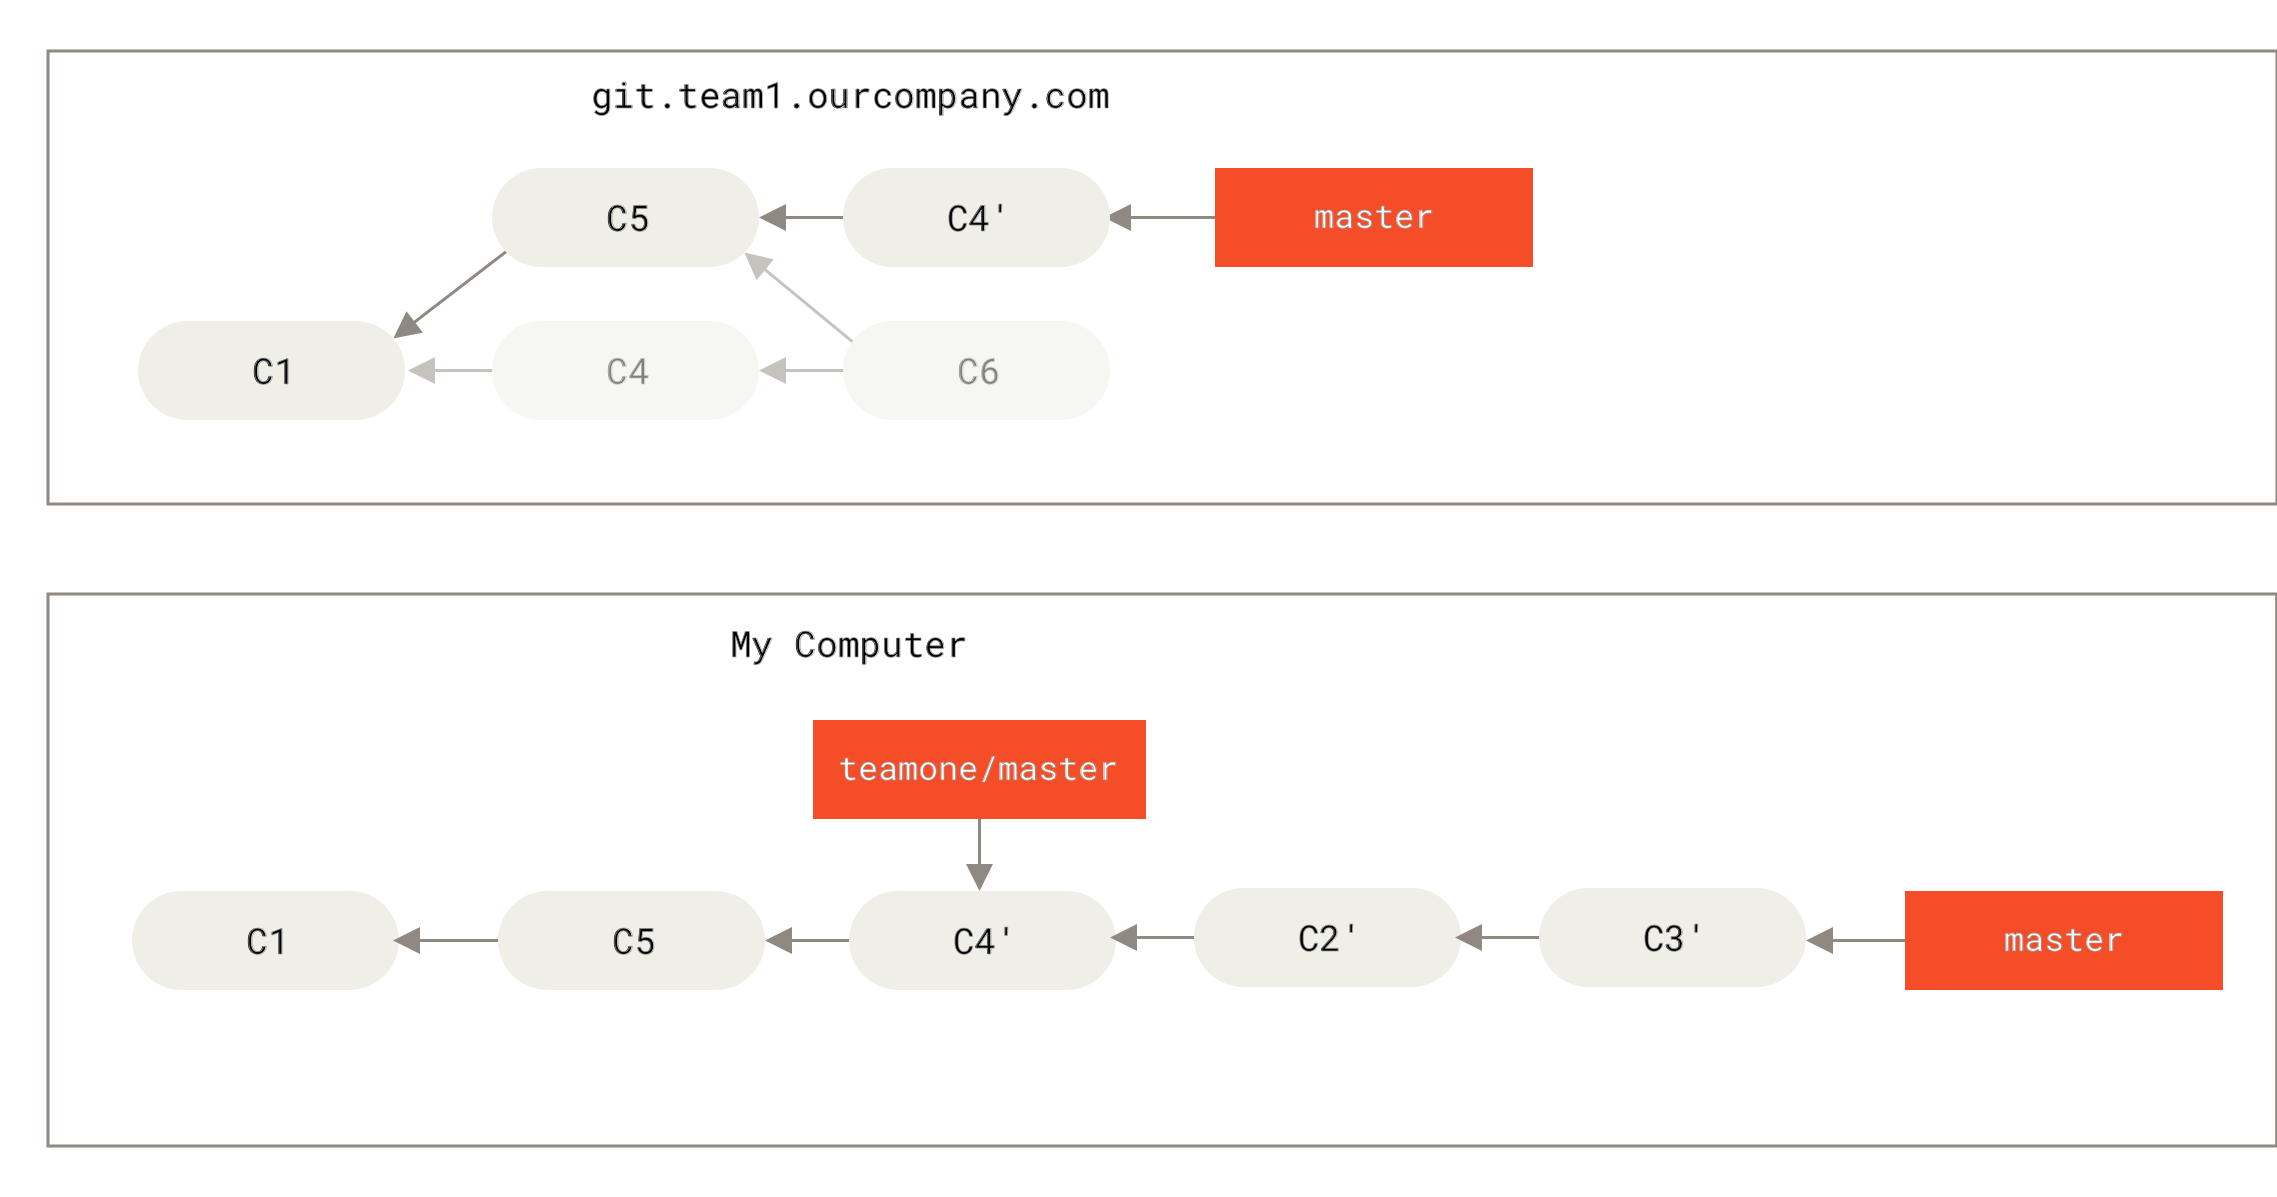 git.team1.ourcompany.com
C5
C4'
master
C1
C4
C6
My Computer
teamone/master
C1
C5
C4'
C2'
C3'
master